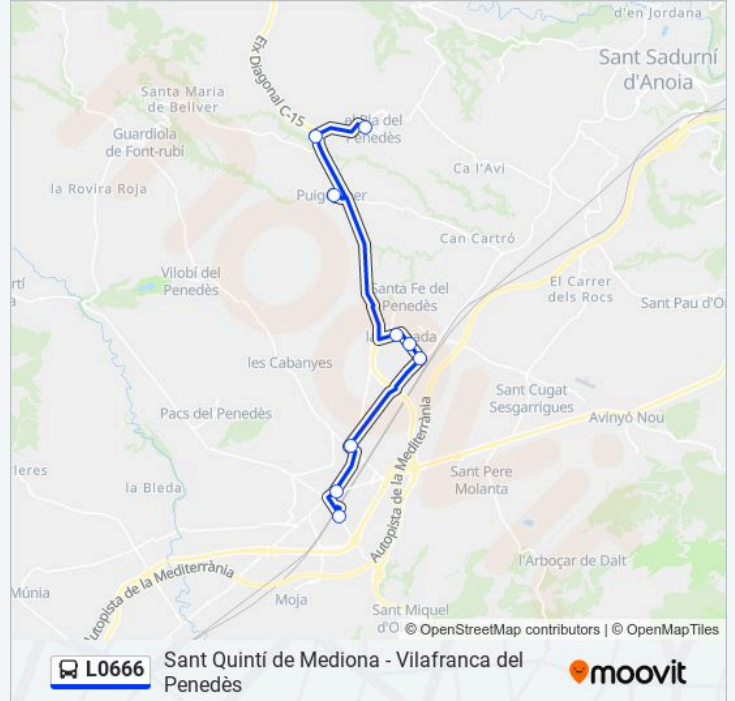 d'en Jordana
Sant Sadurní
d'Anoia
Eix Diagonal C-15
Santa Maria
de Bellver
el Pla del
Penedès
Guardiola
de Font-rubí
Ca l'Avi
la Rovira Roja
Can Cartró
Vilobí del
Penedès
Santa Fe del
Penedès
El Carrer
dels Rocs
Sant Pau d'O
les Cabanyes
Sant Cugat
Sesgarrigues
Pacs del Penedès
Avinyó Nou
Autopista de la Mediterrània
la Bleda
Sant Pere
Molanta
Autopista de la Mediterrània
l'Arboçar de Dalt
Múnia
Moja
Sant Miquel
d'O
© OpenStreetMap contributors | © OpenMapTiles
L0666
Sant Quintí de Mediona - Vilafranca del
Penedès
moovit